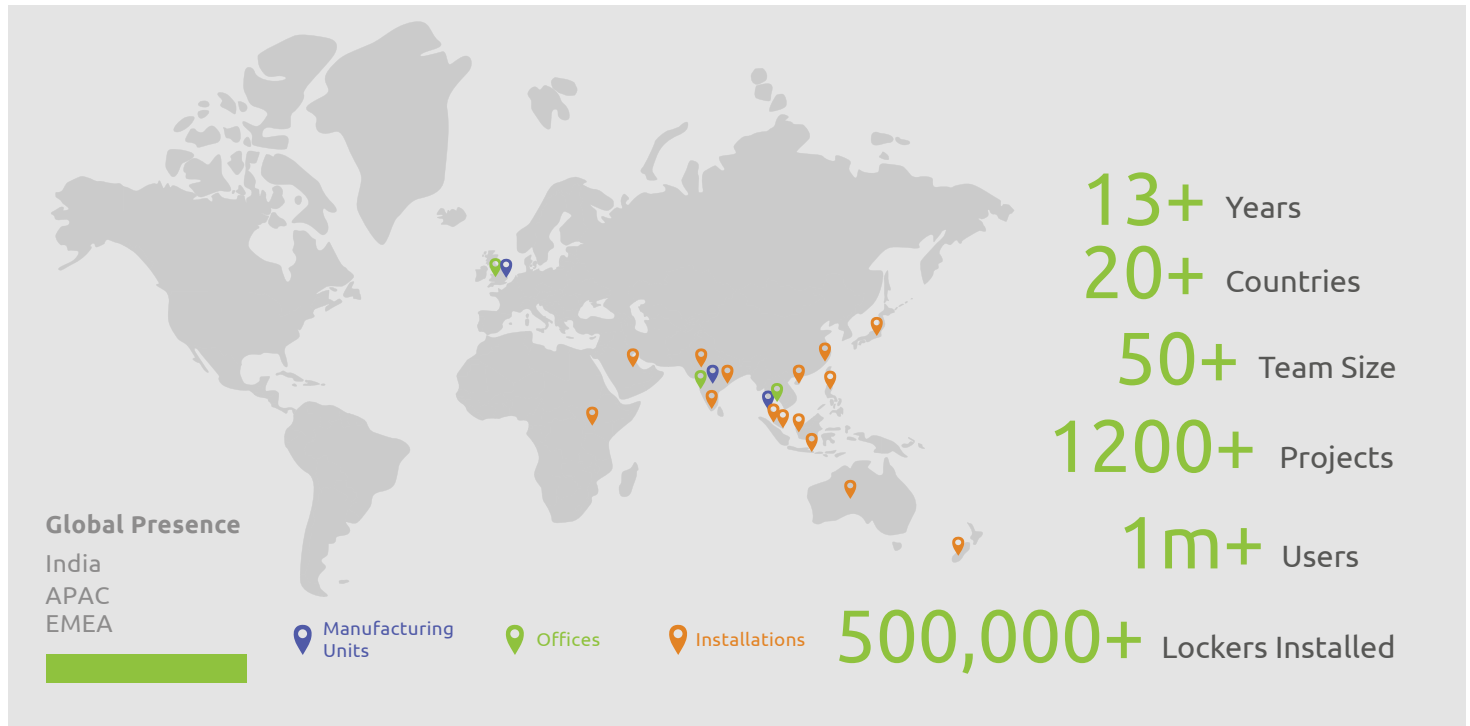 13+ Years
20+ Countries
50+ Team Size
1200+ Projects
1m+ Users
500,000+ Lockers Installed
Global Presence
India
APAC
EMEA
Manufacturing
Units
Offices
Installations